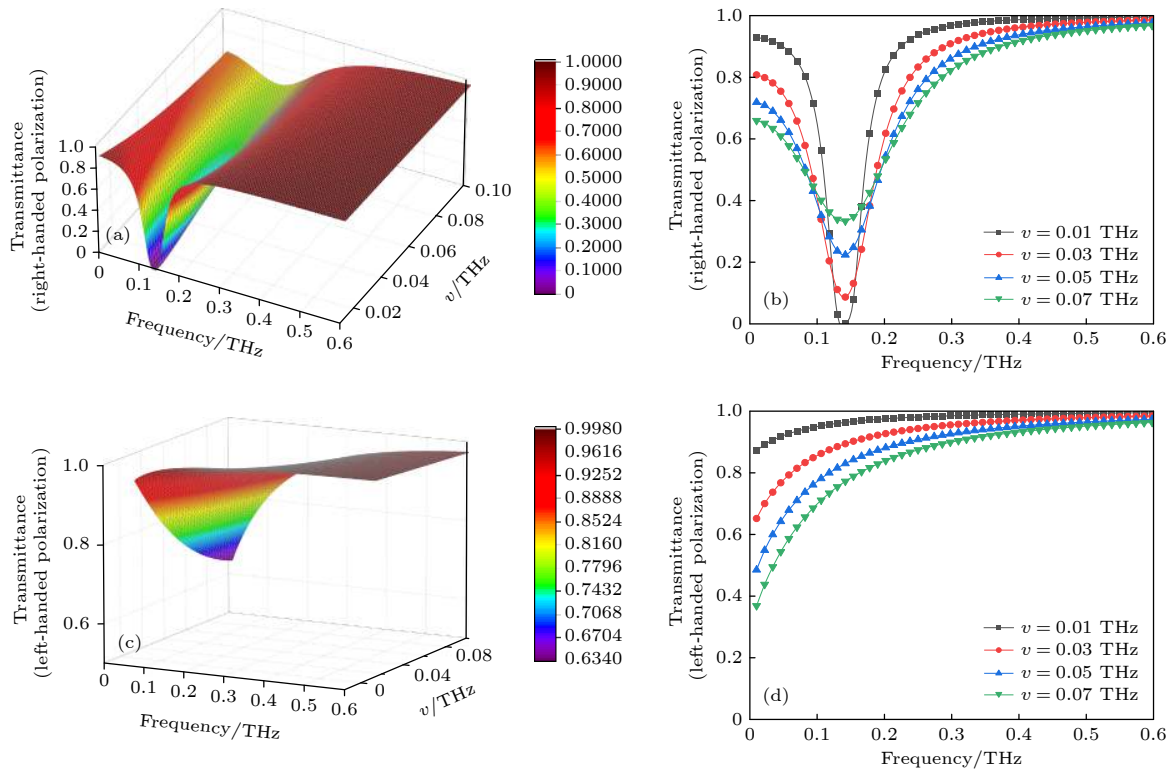 Transmittance
(right-handed polarization)
1.0
0.8
0.6
0.4
0.2
0
(a)
0
0.1
0.2
0.3
0.4
0.5
0.6
Frequency/THz
0.02
0.04
0.06
0.08
0.10
v/THz
1.0000
0.9000
0.8000
0.7000
0.6000
0.5000
0.4000
0.3000
0.2000
0.1000
0
Transmittance
(right-handed polarization)
1.0
0.8
0.6
0.4
0.2
0
(b)
v = 0.01 THz
v = 0.03 THz
v = 0.05 THz
v = 0.07 THz
0 0.1 0.2 0.3 0.4 0.5 0.6
Frequency/THz
Transmittance
(left-handed polarization)
1.0
0.8
0.6
(c)
0
0.1
0.2
0.3
0.4
0.5
0.6
Frequency/THz
0
0.04
0.08
v/THz
0.9980
0.9616
0.9252
0.8888
0.8524
0.8160
0.7796
0.7432
0.7068
0.6704
0.6340
Transmittance
(left-handed polarization)
1.0
0.8
0.6
0.4
0.2
0
(d)
v = 0.01 THz
v = 0.03 THz
v = 0.05 THz
v = 0.07 THz
0 0.1 0.2 0.3 0.4 0.5 0.6
Frequency/THz